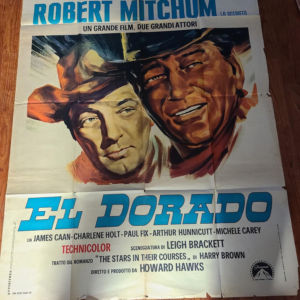 ROBERT MITCHUM
UN GRANDE FILM, DUE GRANDI ATTORI
EL DORADO
CON JAMES CAAN • CHARLENE HOLT • PAUL FIX • ARTHUR HUNNICUTT • MICHELE CAREY
TECHNICOLOR
SCENEGGIATURA DI LEIGH BRACKETT
TRATTO DAL ROMANZO "THE STARS IN THEIR COURSES..." DI HARRY BROWN
DIRETTO E PRODOTTO DA HOWARD HAWKS